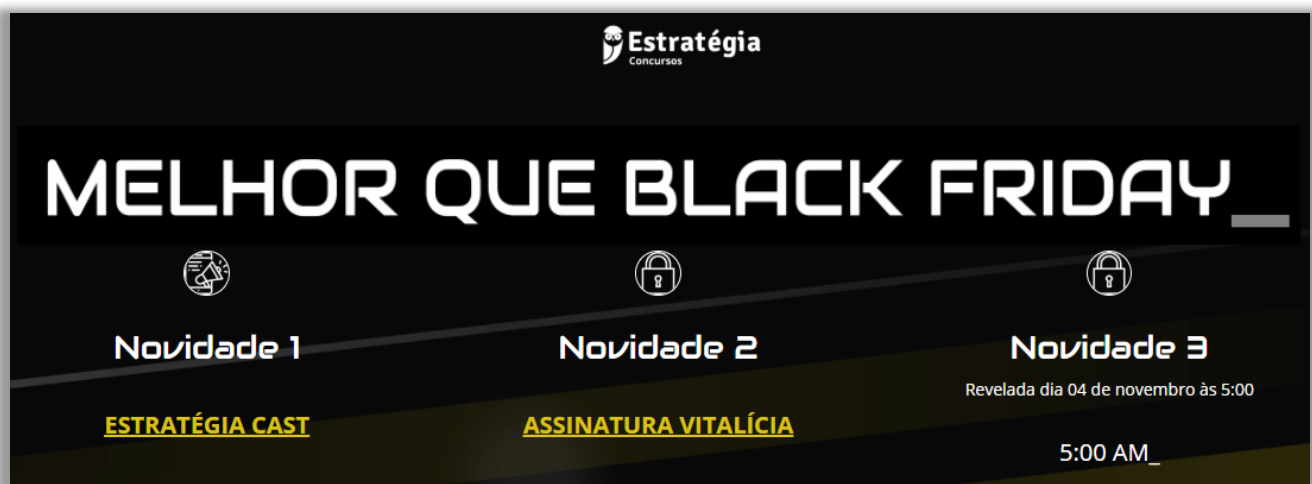 Estratégia
Concursos
MELHOR QUE BLACK FRIDAY_
Novidade 1
ESTRATÉGIA CAST
Novidade 2
ASSINATURA VITALÍCIA
Novidade 3
Revelada dia 04 de novembro às 5:00
5:00 AM_